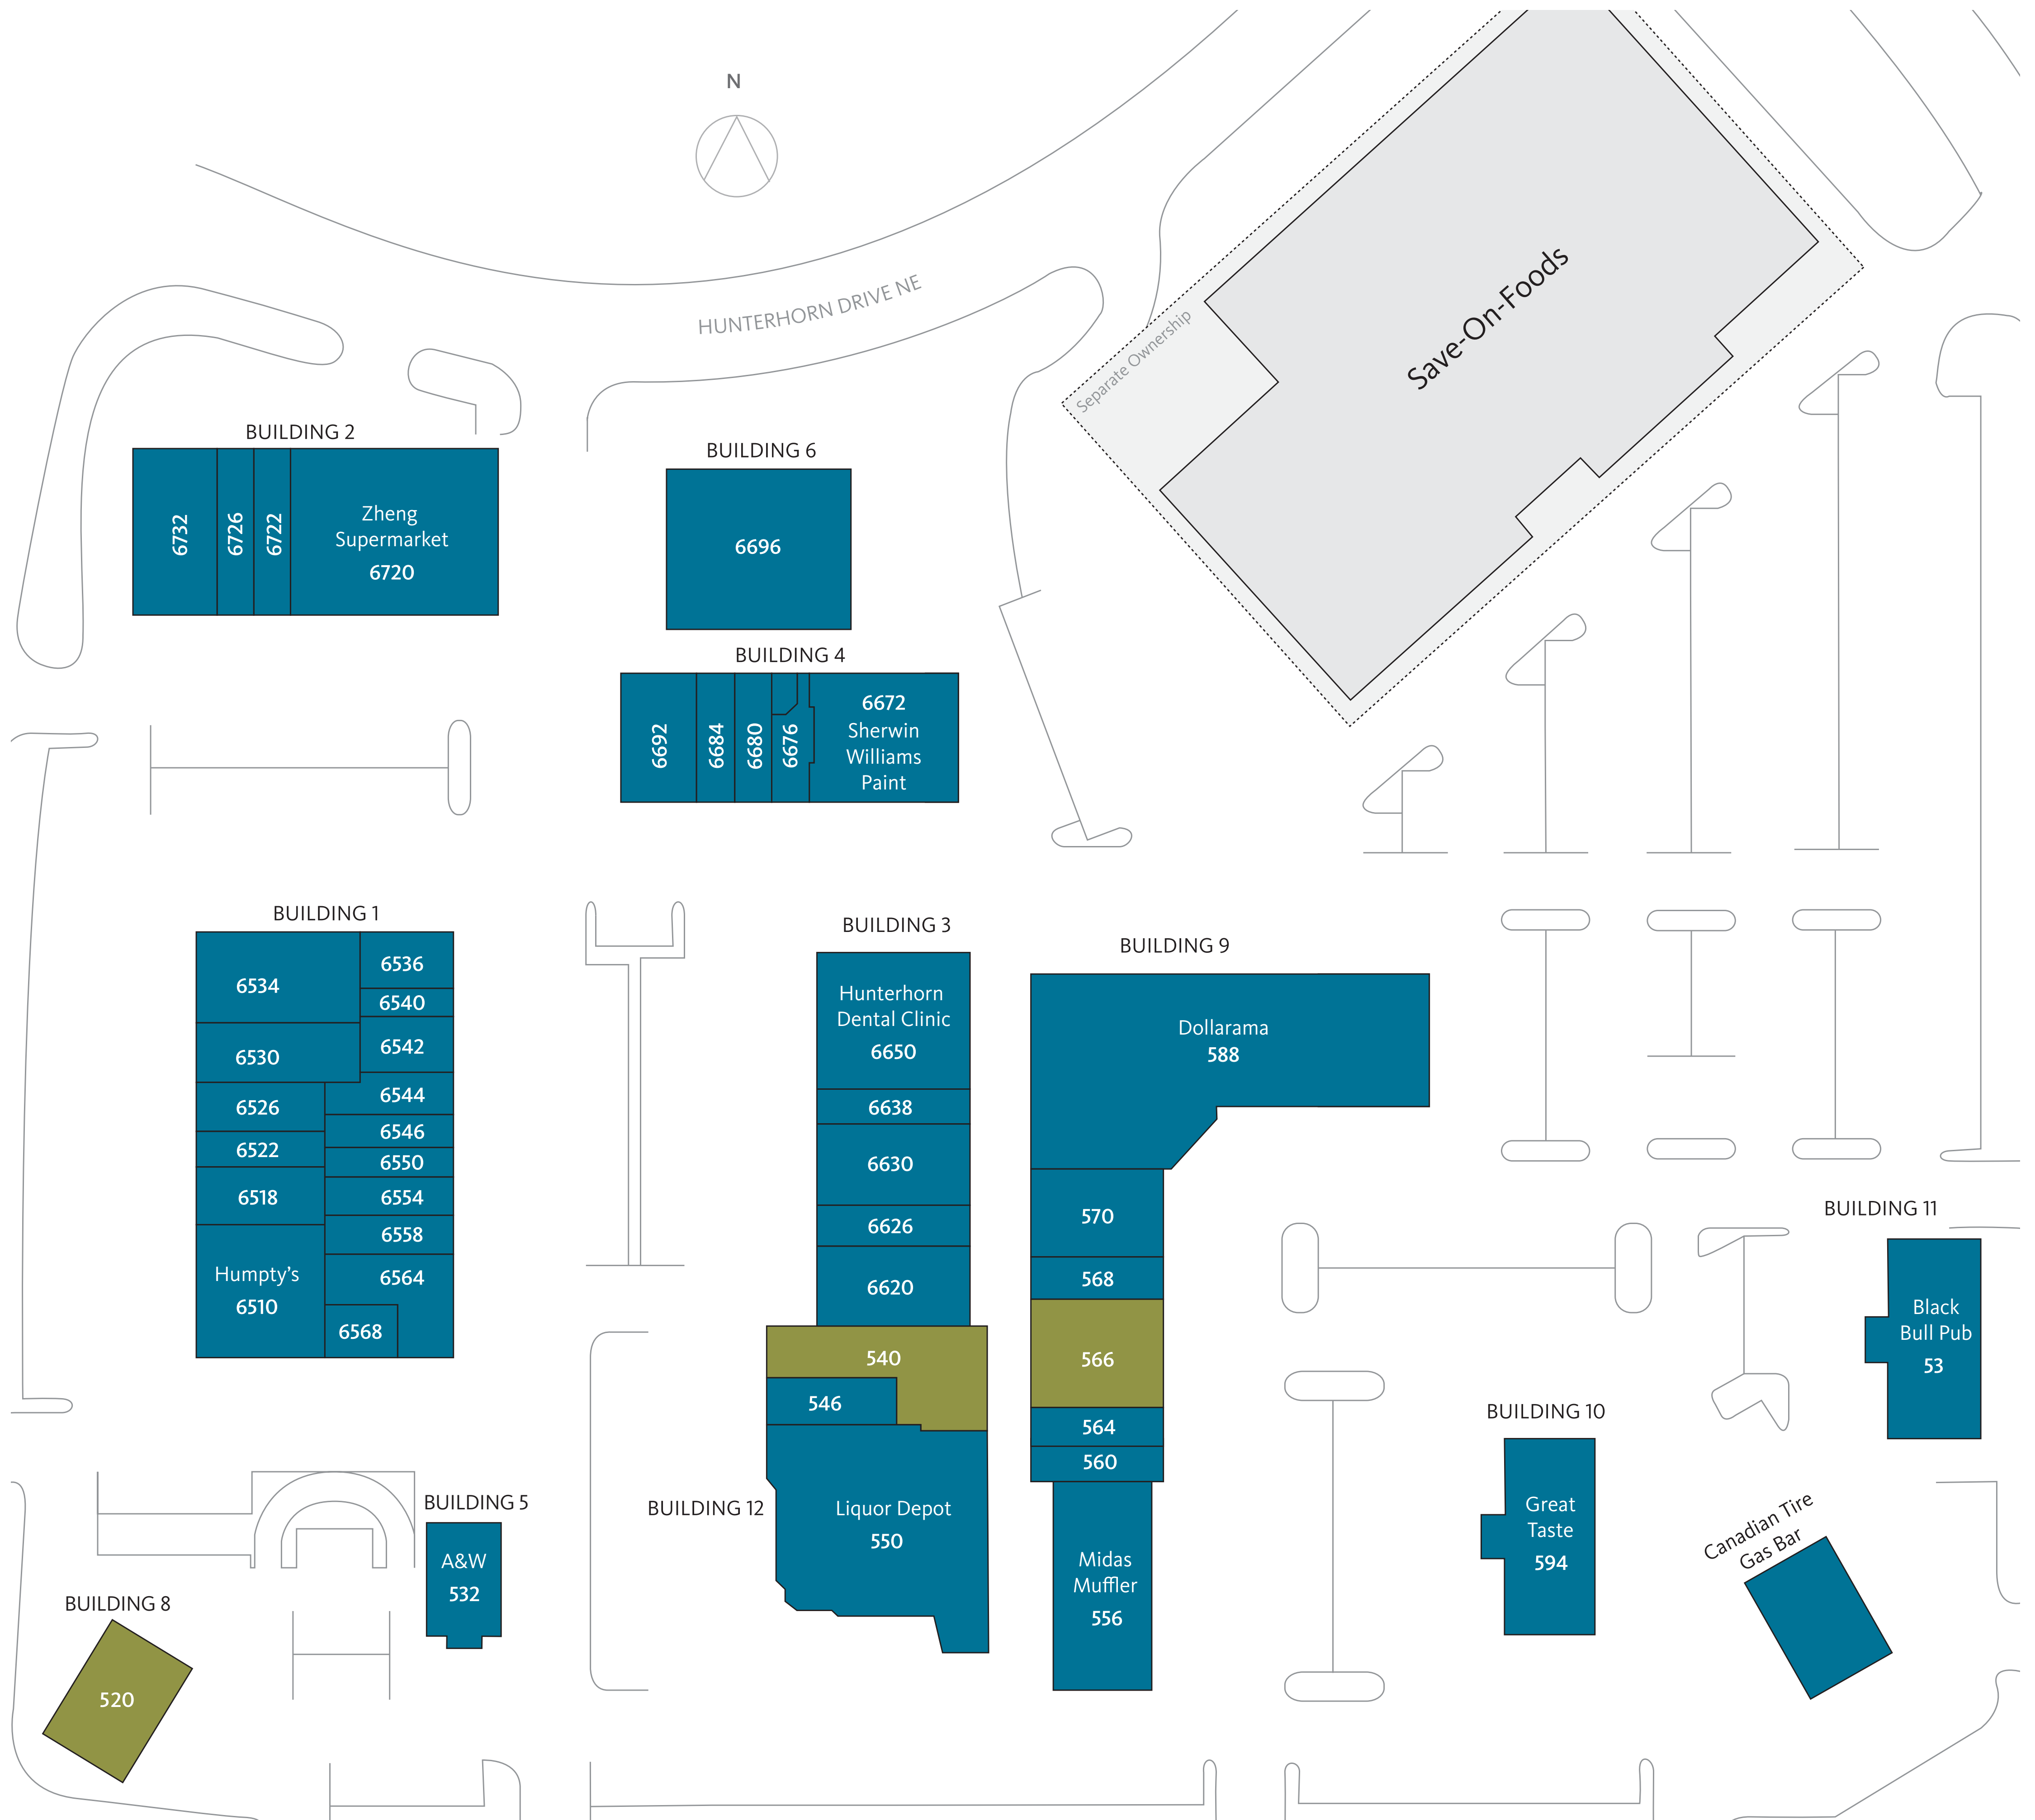 N
HUNTERHORN DRIVE NE
Separate Ownership
Save-On-Foods
BUILDING 2
6732
6726
6722
Zheng
Supermarket
6720
BUILDING 6
6696
BUILDING 4
6692
6684
6680
6676
6672
Sherwin
Williams
Paint
BUILDING 1
6534
6536
6540
6530
6542
6526
6544
6522
6546
6550
6518
6554
6558
Humpty's
6510
6564
6568
BUILDING 3
Hunterhorn
Dental Clinic
6650
6638
6630
6626
6620
BUILDING 9
Dollarama
588
570
568
566
564
560
Midas
Muffler
556
540
546
BUILDING 12
Liquor Depot
550
BUILDING 11
Black
Bull Pub
53
BUILDING 10
Great
Taste
594
Canadian Tire
Gas Bar
BUILDING 5
A&W
532
BUILDING 8
520